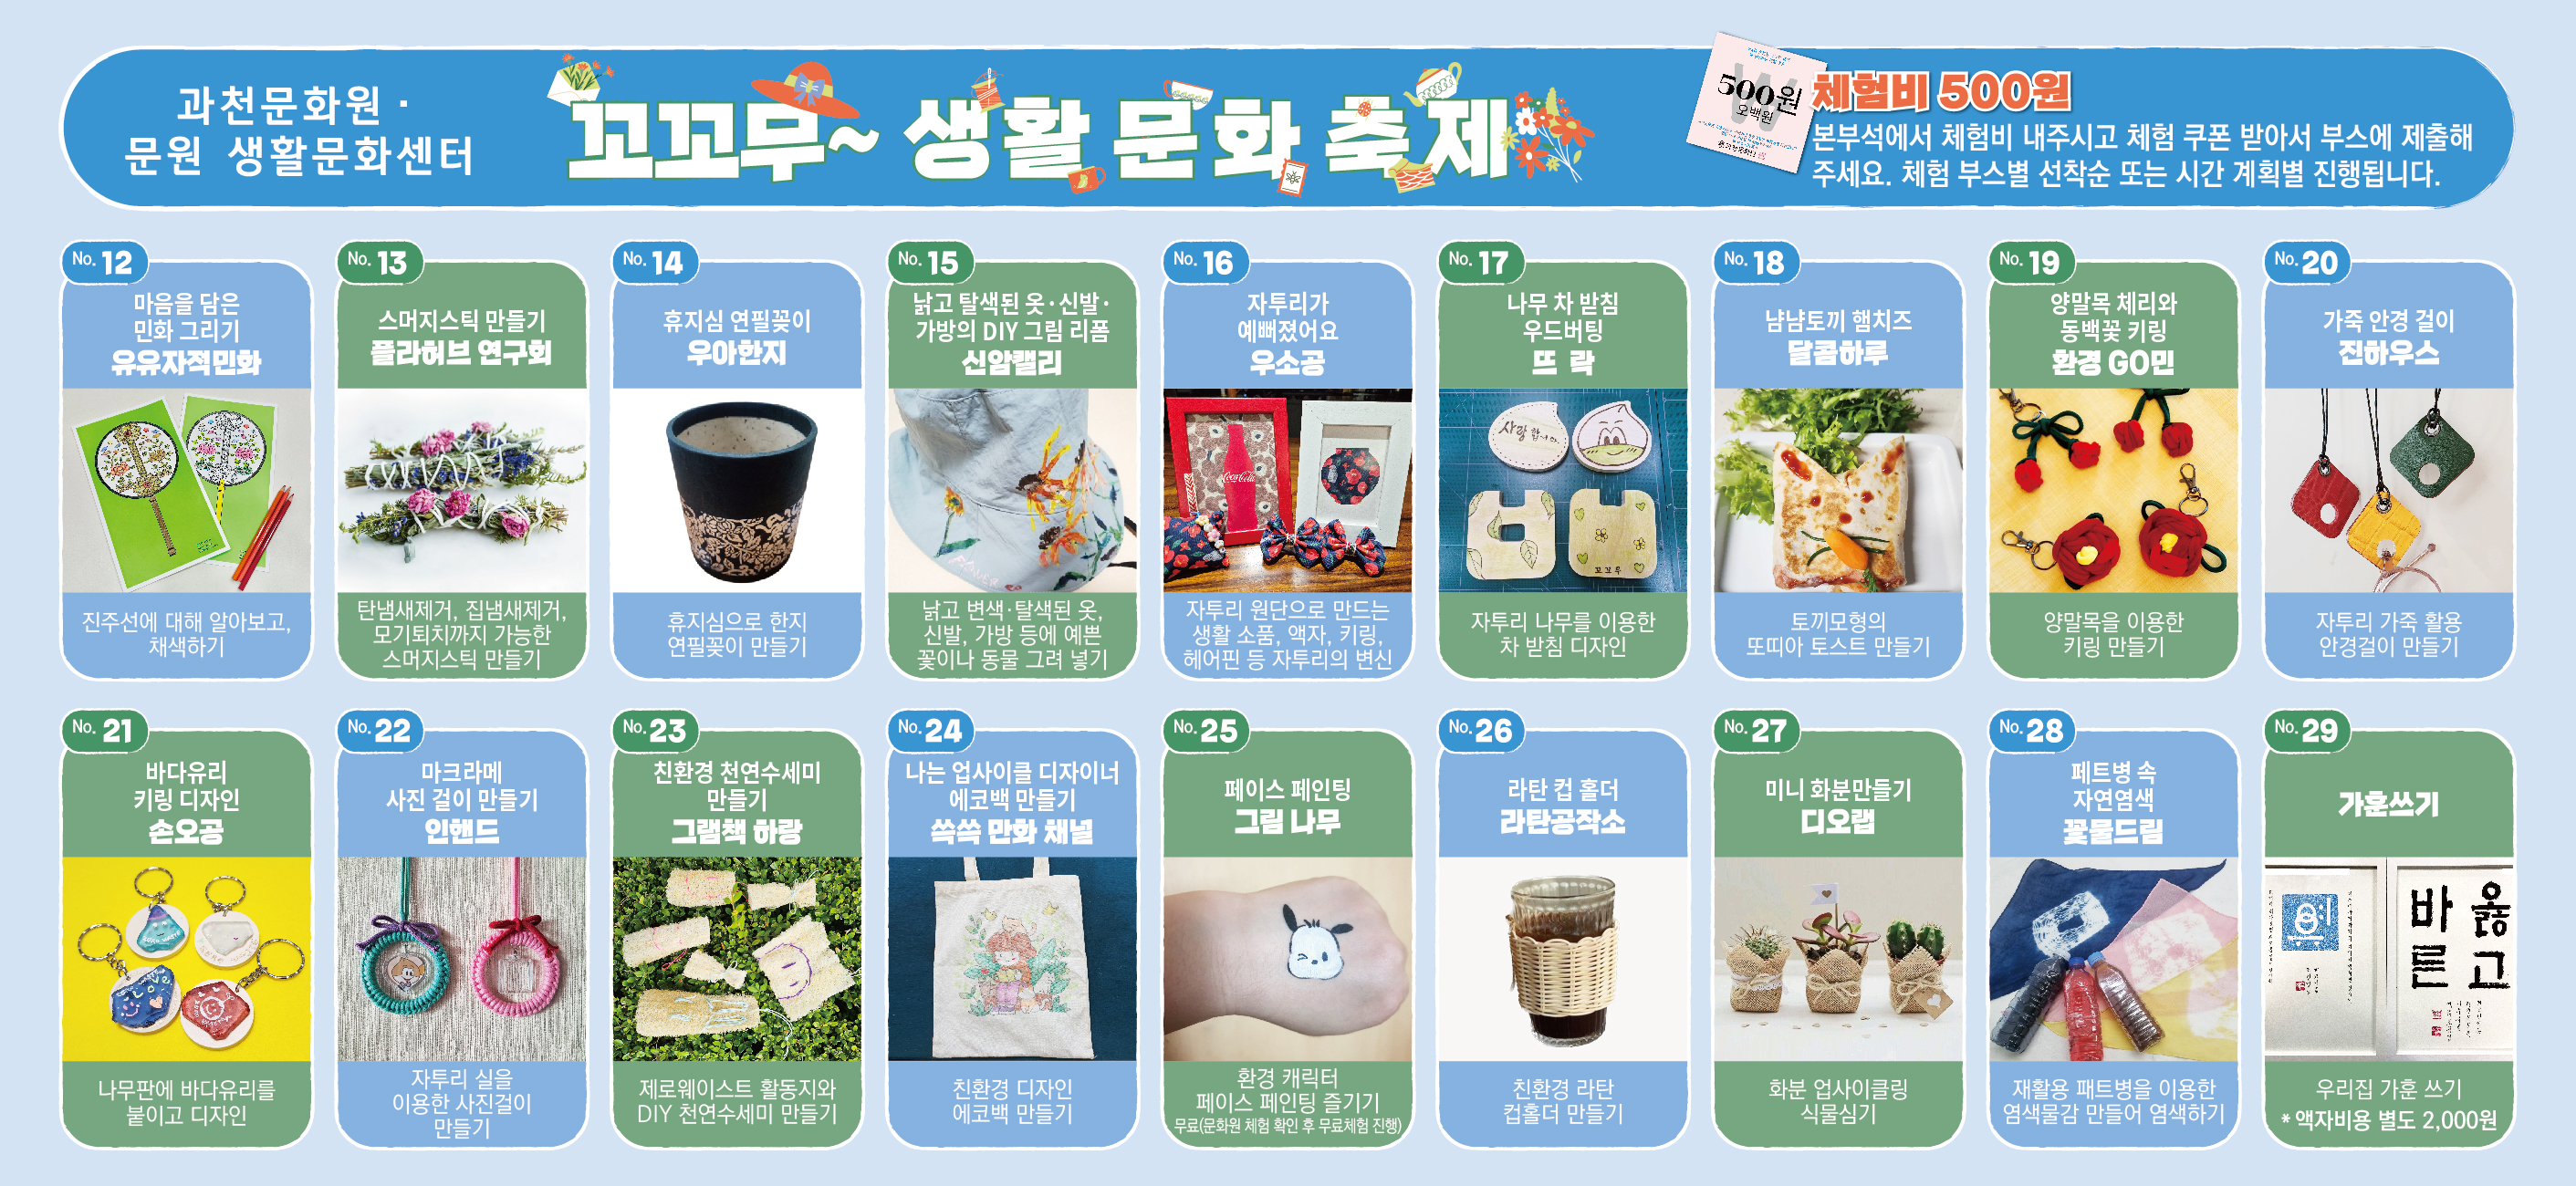 과천문화원 ·
문원 생활문화센터
꼬꼬무~ 생활 문화 축제
500원
오백원
체험비 500원
본부석에서 체험비 내주시고 체험 쿠폰 받아서 부스에 제출해
주세요. 체험 부스별 선착순 또는 시간 계획별 진행됩니다.
No. 12
마음을 담은
민화 그리기
유유자적민화
진주선에 대해 알아보고,
채색하기
No. 13
스머지스틱 만들기
플라허브 연구회
탄냄새제거, 집냄새제거,
모기퇴치까지 가능한
스머지스틱 만들기
No. 14
휴지심 연필꽂이
우아한지
휴지심으로 한지
연필꽂이 만들기
No. 15
낡고 탈색된 옷·신발·
가방의 DIY 그림 리폼
신암갤리
낡고 변색·탈색된 옷,
신발, 가방 등에 예쁜
꽃이나 동물 그려 넣기
No. 16
자투리가
예뻐졌어요
우소공
Coca-Cola
자투리 원단으로 만드는
생활 소품, 액자, 키링,
헤어핀 등 자투리의 변신
No. 17
나무 차 받침
우드버팅
뜨 락
사랑합니다.
꼬꼬무
자투리 나무를 이용한
차 받침 디자인
No. 18
냠냠토끼 햄치즈
달콤하루
토끼모형의
또띠아 토스트 만들기
No. 19
양말목 체리와
동백꽃 키링
환경 GO민
양말목을 이용한
키링 만들기
No. 20
가죽 안경 걸이
진하우스
자투리 가죽 활용
안경걸이 만들기
No. 21
바다유리
키링 디자인
손오공
Love
나무판에 바다유리를
붙이고 디자인
No. 22
마크라메
사진 걸이 만들기
인핸드
자투리 실을
이용한 사진걸이
만들기
No. 23
친환경 천연수세미
만들기
그램책 하랑
제로웨이스트 활동지와
DIY 천연수세미 만들기
No. 24
나는 업사이클 디자이너
에코백 만들기
쓱쓱 만화 채널
친환경 디자인
에코백 만들기
No. 25
페이스 페인팅
그림 나무
환경 캐릭터
페이스 페인팅 즐기기
무료(문화원 체험 확인 후 무료체험 진행)
No. 26
라탄 컵 홀더
라탄공작소
친환경 라탄
컵홀더 만들기
No. 27
미니 화분만들기
디오랩
화분 업사이클링
식물심기
No. 28
페트병 속
자연염색
꽃물드림
재활용 패트병을 이용한
염색물감 만들어 염색하기
No. 29
가훈쓰기
옳고
바른
우리집 가훈 쓰기
* 액자비용 별도 2,000원